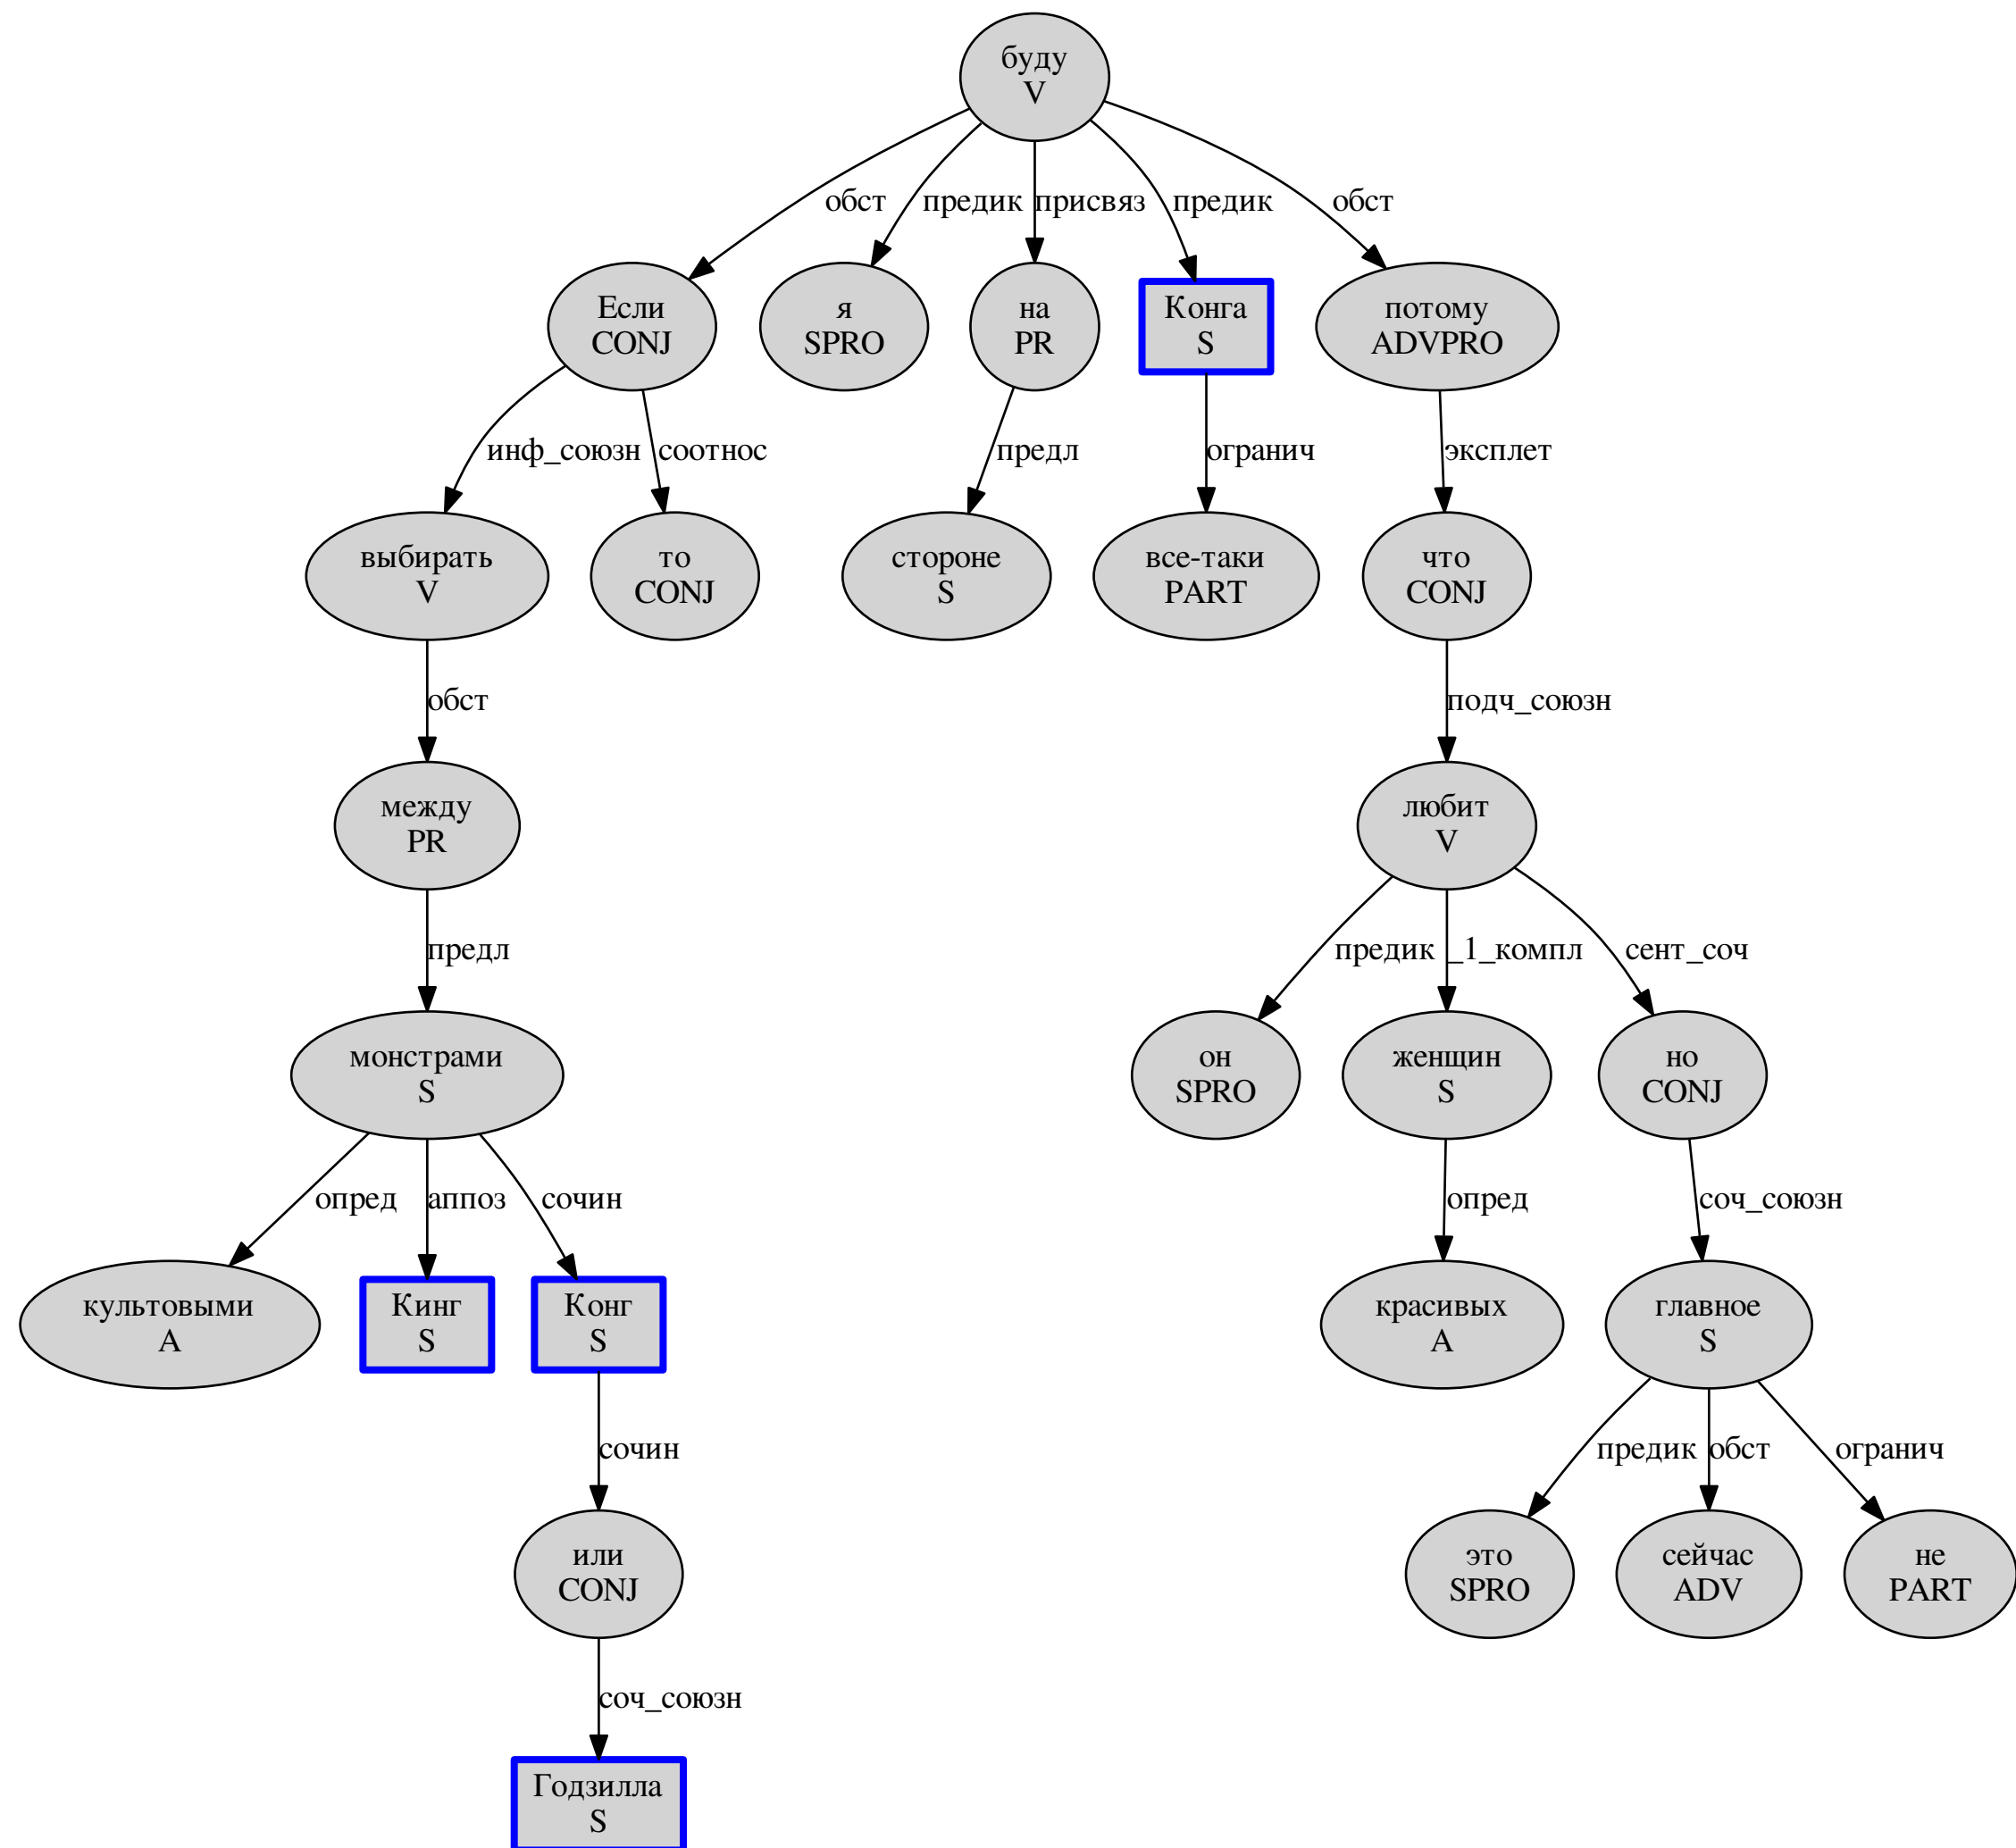 буду
V
обст
предик
присвяз
предик
обст
Если
CONJ
я
SPRO
на
PR
Конга
S
потому
ADVPRO
инф_союзн
соотнос
предл
огранич
эксплет
выбирать
V
то
CONJ
стороне
S
все-таки
PART
что
CONJ
обст
подч_союзн
между
PR
любит
V
предл
предик
_1_компл
сент_соч
монстрами
S
он
SPRO
женщин
S
но
CONJ
опред
аппоз
сочин
опред
соч_союзн
культовыми
A
Кинг
S
Конг
S
красивых
A
главное
S
сочин
предик
обст
огранич
или
CONJ
это
SPRO
сейчас
ADV
не
PART
соч_союзн
Годзилла
S